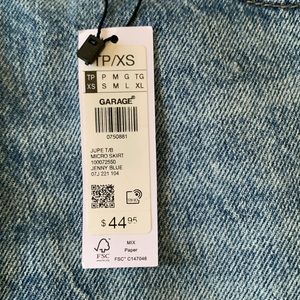 TP/XS
TP P M G TG
XS S M L XL
GARAGE®
0750881
JUPE T/B
MICRO SKIRT
100072550
JENNY BLUE
07J 221 104
$ 44 95
MIX
Paper
FSC
FSC® C147046